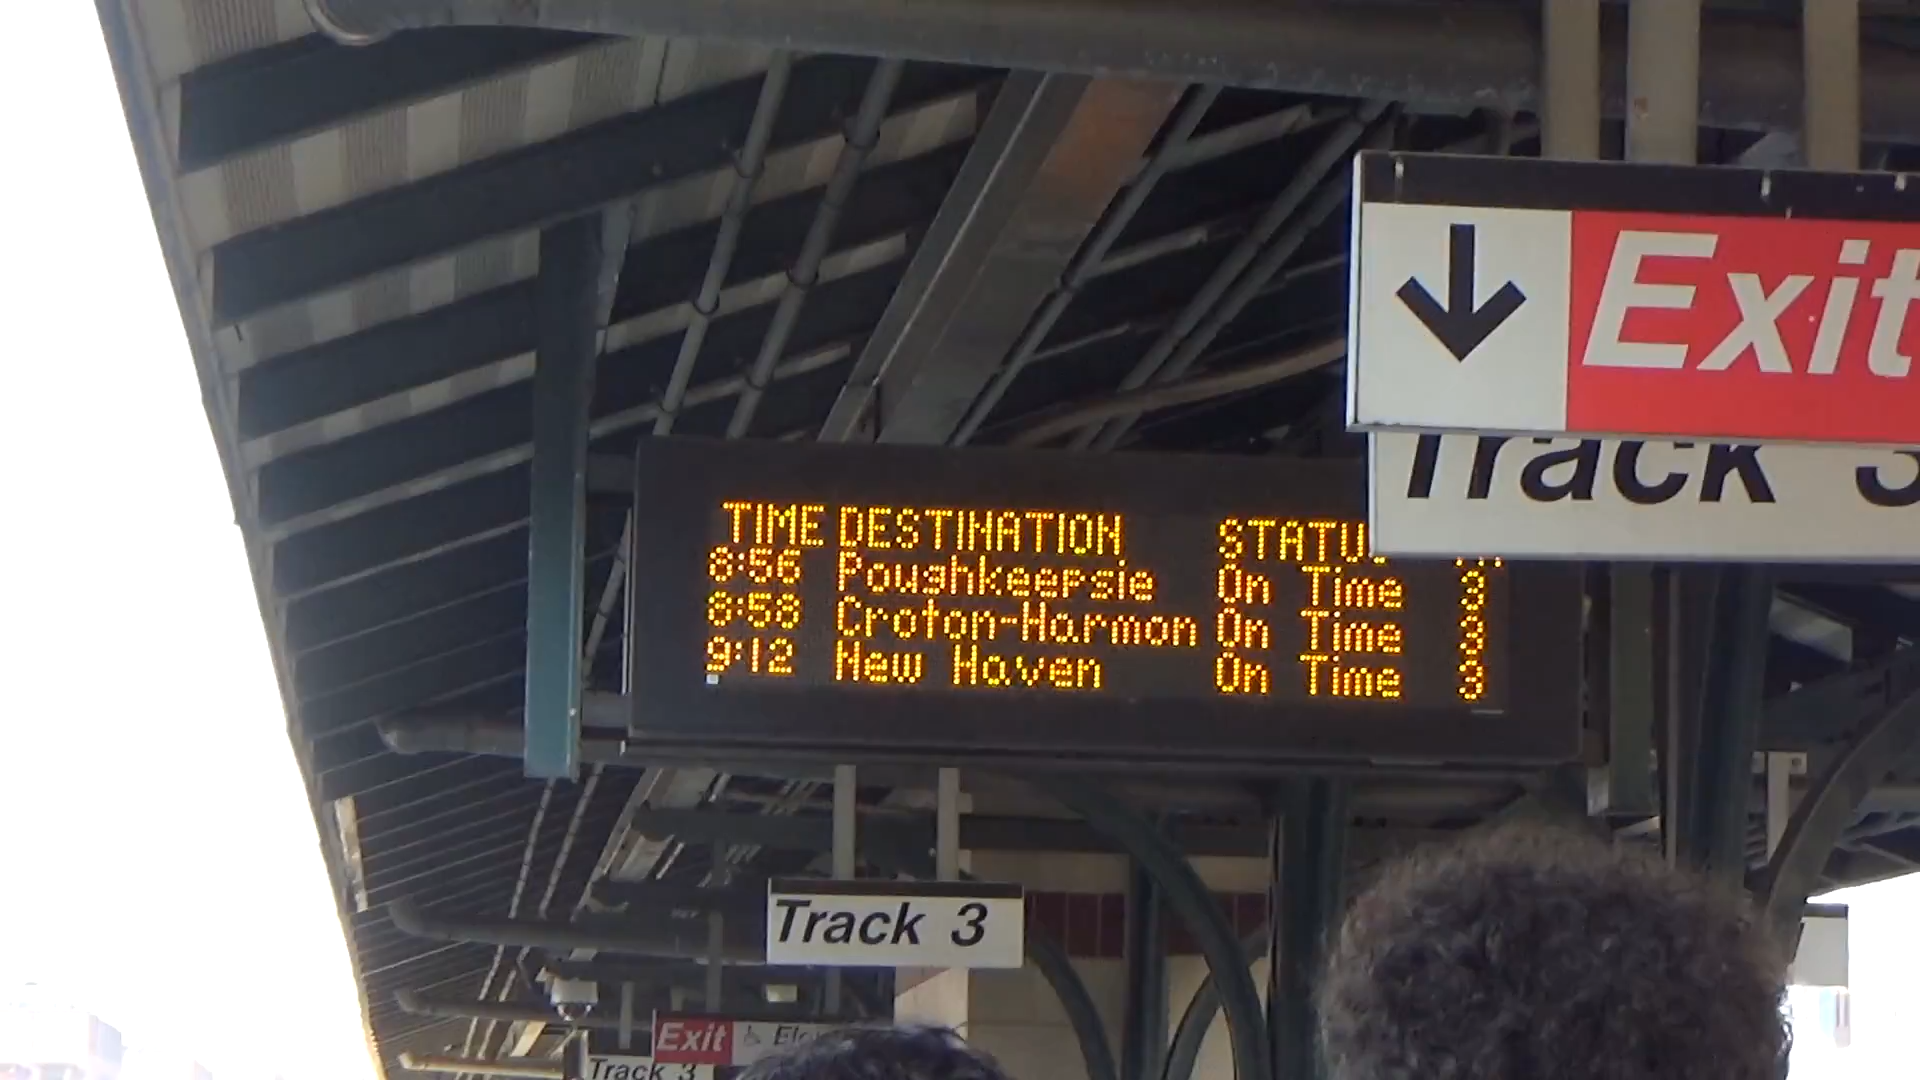 Exit
Track 3
TIME DESTINATION STATUS
8:56 Poughkeepsie On Time 3
8:58 Croton-Harmon On Time 3
9:12 New Haven On Time 3
Track 3
Exit
Track 3